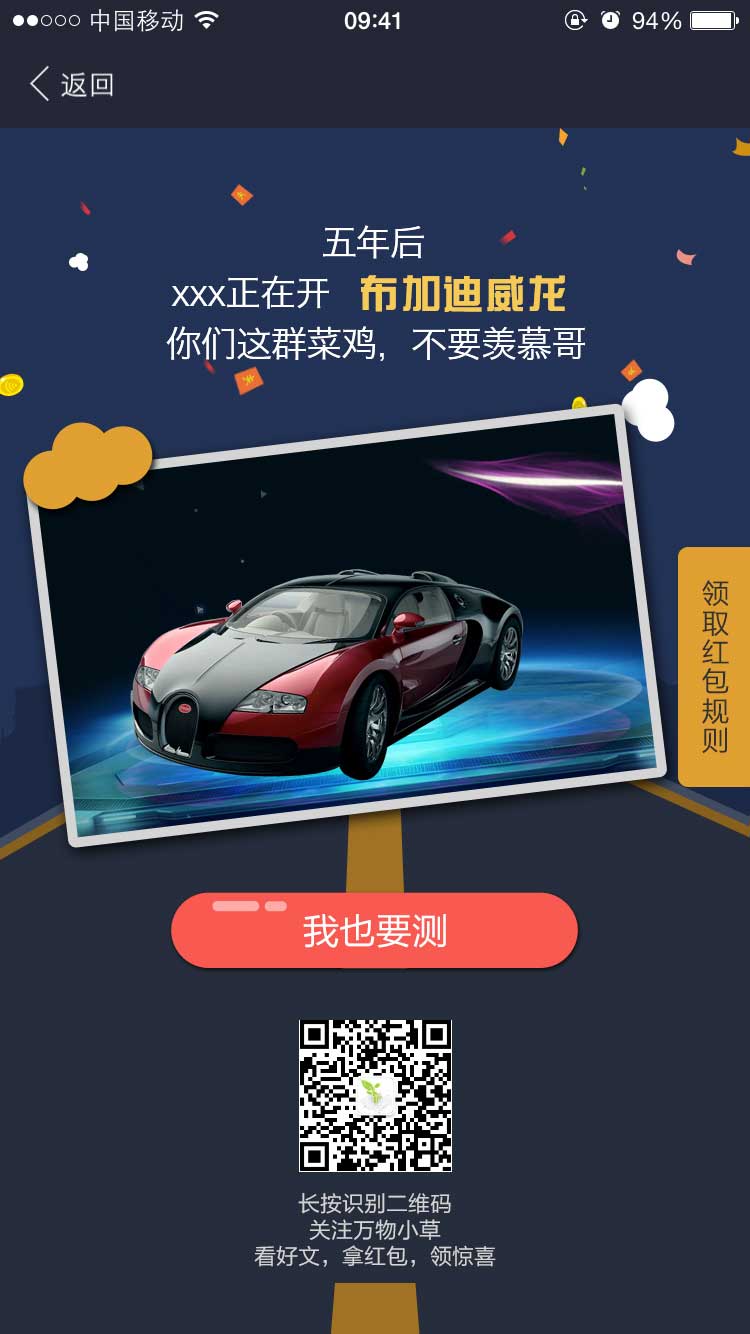 中国移动
09:41
94%
返回
五年后
xxx正在开 布加迪威龙
你们这群菜鸡，不要羡慕哥
领取红包规则
我也要测
长按识别二维码
关注万物小草
看好文，拿红包，领惊喜